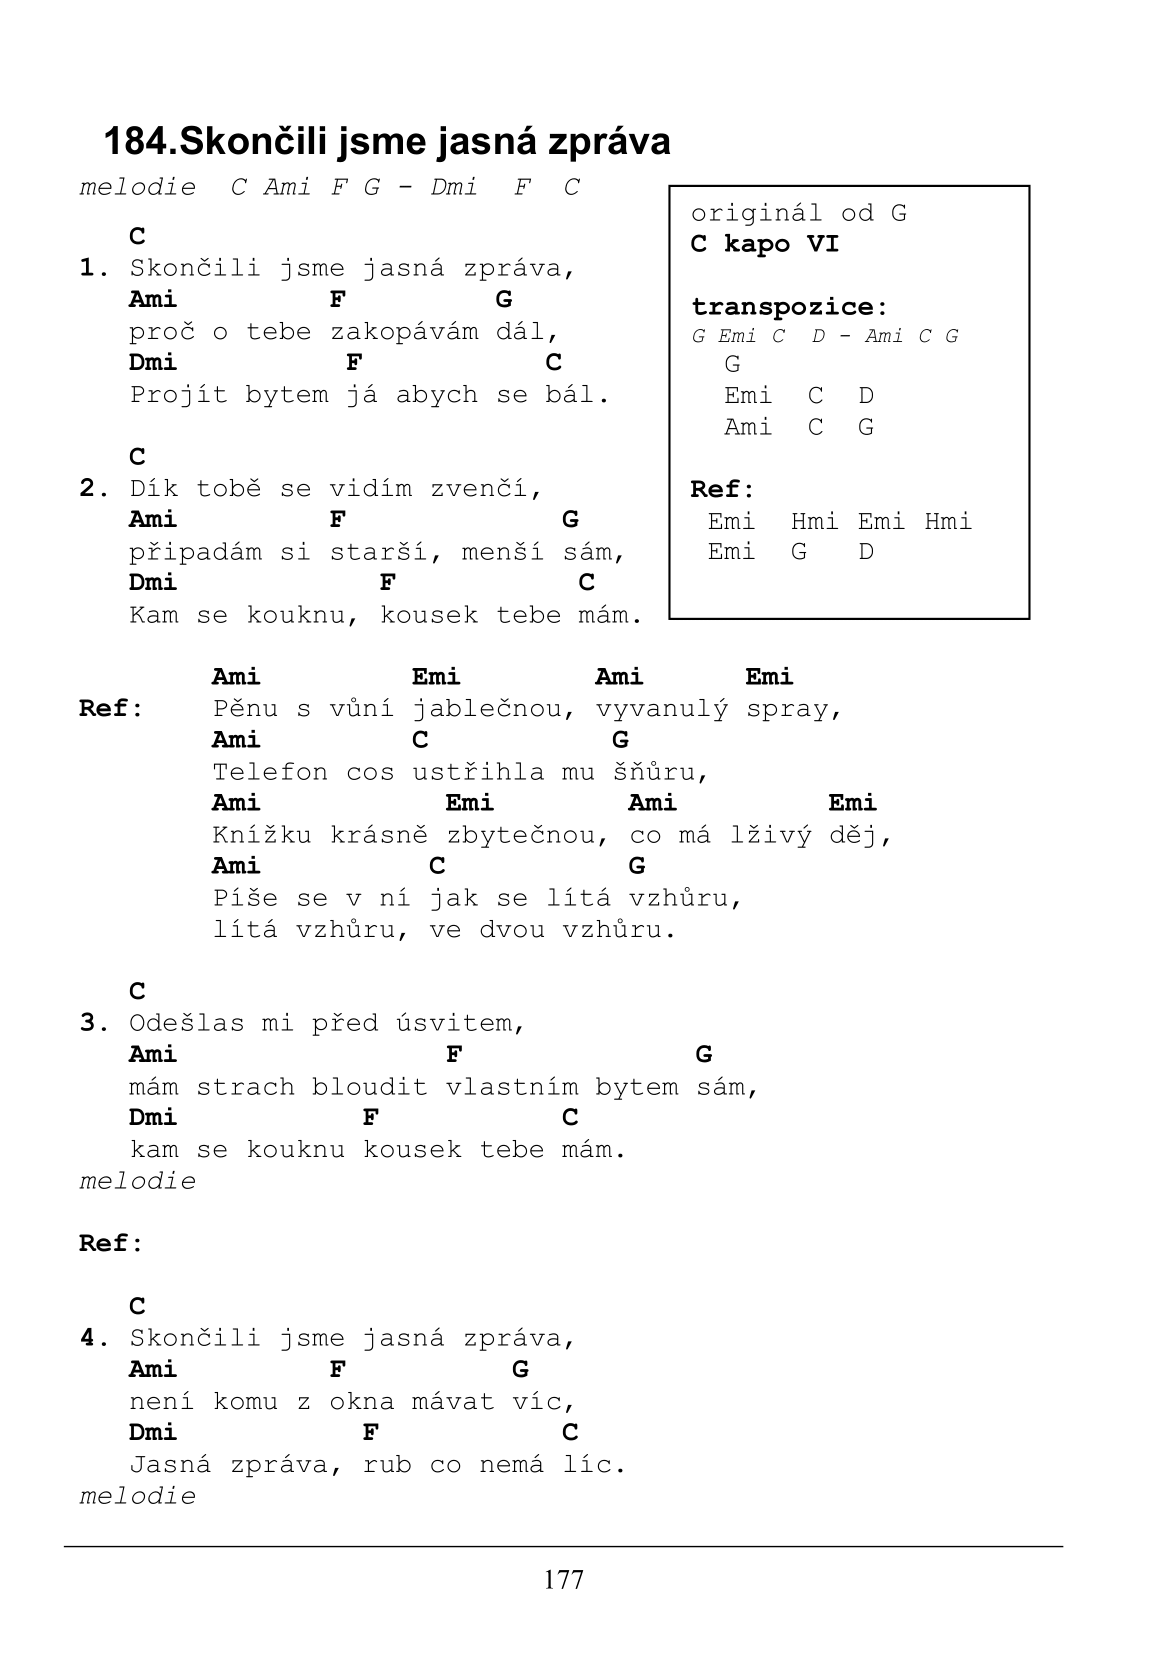 184.Skončili jsme jasná zpráva
melodie  C Ami F G - Dmi  F  C
originál od G
C kapo VI
transpozice:
G Emi C  D - Ami C G
G
Emi  C  D
Ami  C  G
Ref:
Emi  Hmi Emi Hmi
Emi  G   D
C
1. Skončili jsme jasná zpráva,
Ami         F         G
proč o tebe zakopávám dál,
Dmi          F           C
Projít bytem já abych se bál.
C
2. Dík tobě se vidím zvenčí,
Ami         F             G
připadám si starší, menší sám,
Dmi            F           C
Kam se kouknu, kousek tebe mám.
Ami         Emi        Ami      Emi
Ref:    Pěnu s vůní jablečnou, vyvanulý spray,
Ami         C           G
Telefon cos ustřihla mu šňůru,
Ami           Emi        Ami         Emi
Knížku krásně zbytečnou, co má lživý děj,
Ami          C           G
Píše se v ní jak se lítá vzhůru,
lítá vzhůru, ve dvou vzhůru.
C
3. Odešlas mi před úsvitem,
Ami                F              G
mám strach bloudit vlastním bytem sám,
Dmi           F           C
kam se kouknu kousek tebe mám.
melodie
Ref:
C
4. Skončili jsme jasná zpráva,
Ami         F          G
není komu z okna mávat víc,
Dmi           F           C
Jasná zpráva, rub co nemá líc.
melodie
177